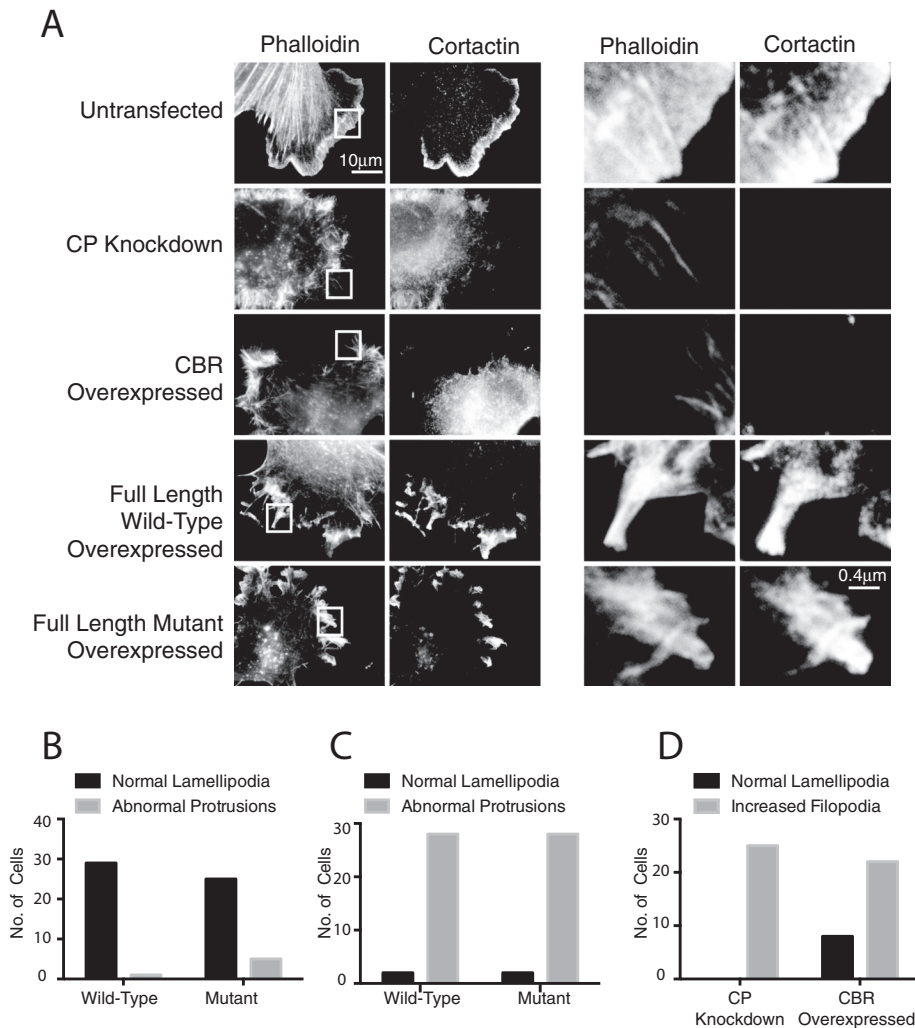 A
Phalloidin Cortactin Phalloidin Cortactin
Untransfected
10μm
CP Knockdown
CBR
Overexpressed
Full Length
Wild-Type
Overexpressed
Full Length Mutant
Overexpressed
0.4μm
B
Normal Lamellipodia
Abnormal Protrusions
No. of Cells
40
30
20
10
0
Wild-Type Mutant
C
Normal Lamellipodia
Abnormal Protrusions
No. of Cells
30
20
10
0
Wild-Type Mutant
D
Normal Lamellipodia
Increased Filopodia
No. of Cells
30
20
10
0
CP
Knockdown
CBR
Overexpressed